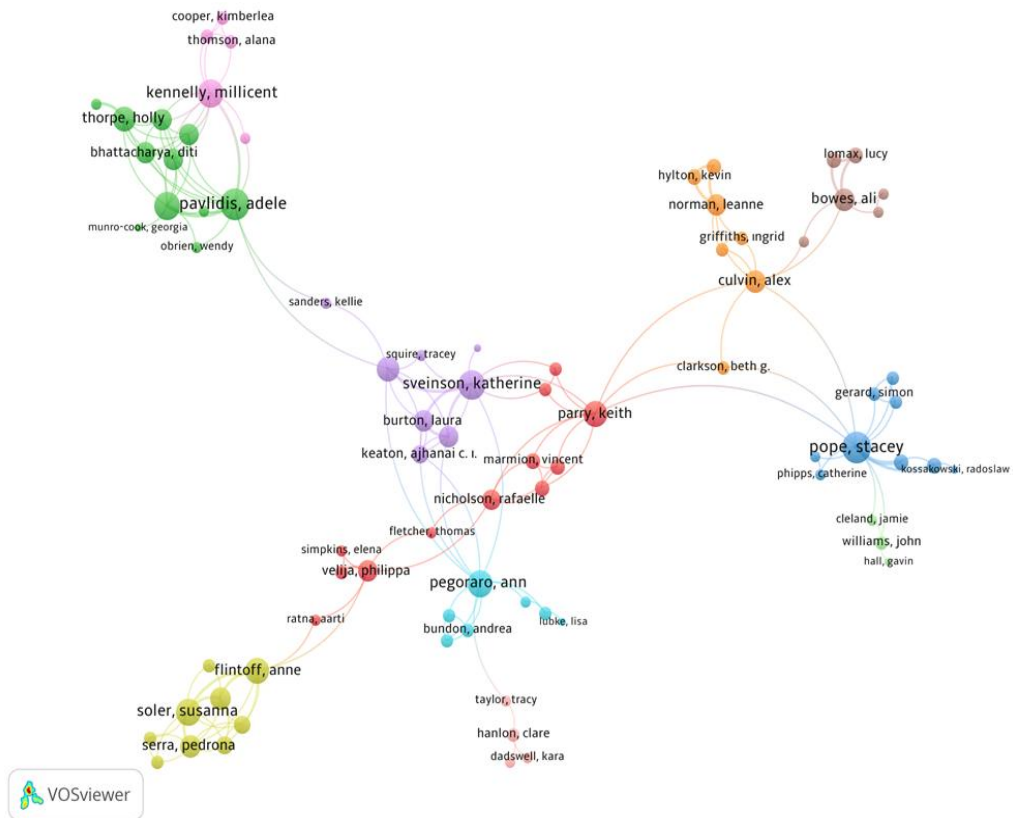 cooper, kimberlea
thomson, alana
kennelly, millicent
thorpe, holly
bhattacharya, diti
pavlidis, adele
munro-cook, georgia
obrien, wendy
lomax, lucy
hylton, kevin
bowes, ali
norman, leanne
griffiths, ingrid
culvin, alex
sanders, kellie
squire, tracey
sveinson, katherine
clarkson, beth g.
gerard, simon
burton, laura
parry, keith
keaton, ajhanai c. i.
marmion, vincent
pope, stacey
phipps, catherine
kossakowski, radoslaw
nicholson, rafaelle
cleland, jamie
fletcher, thomas
williams, john
simpkins, elena
hall, gavin
velija, philippa
pegoraro, ann
ratna, aarti
bundon, andrea
lubke, lisa
flintoff, anne
taylor, tracy
soler, susanna
hanlon, clare
serra, pedrona
dadswell, kara
VOSviewer